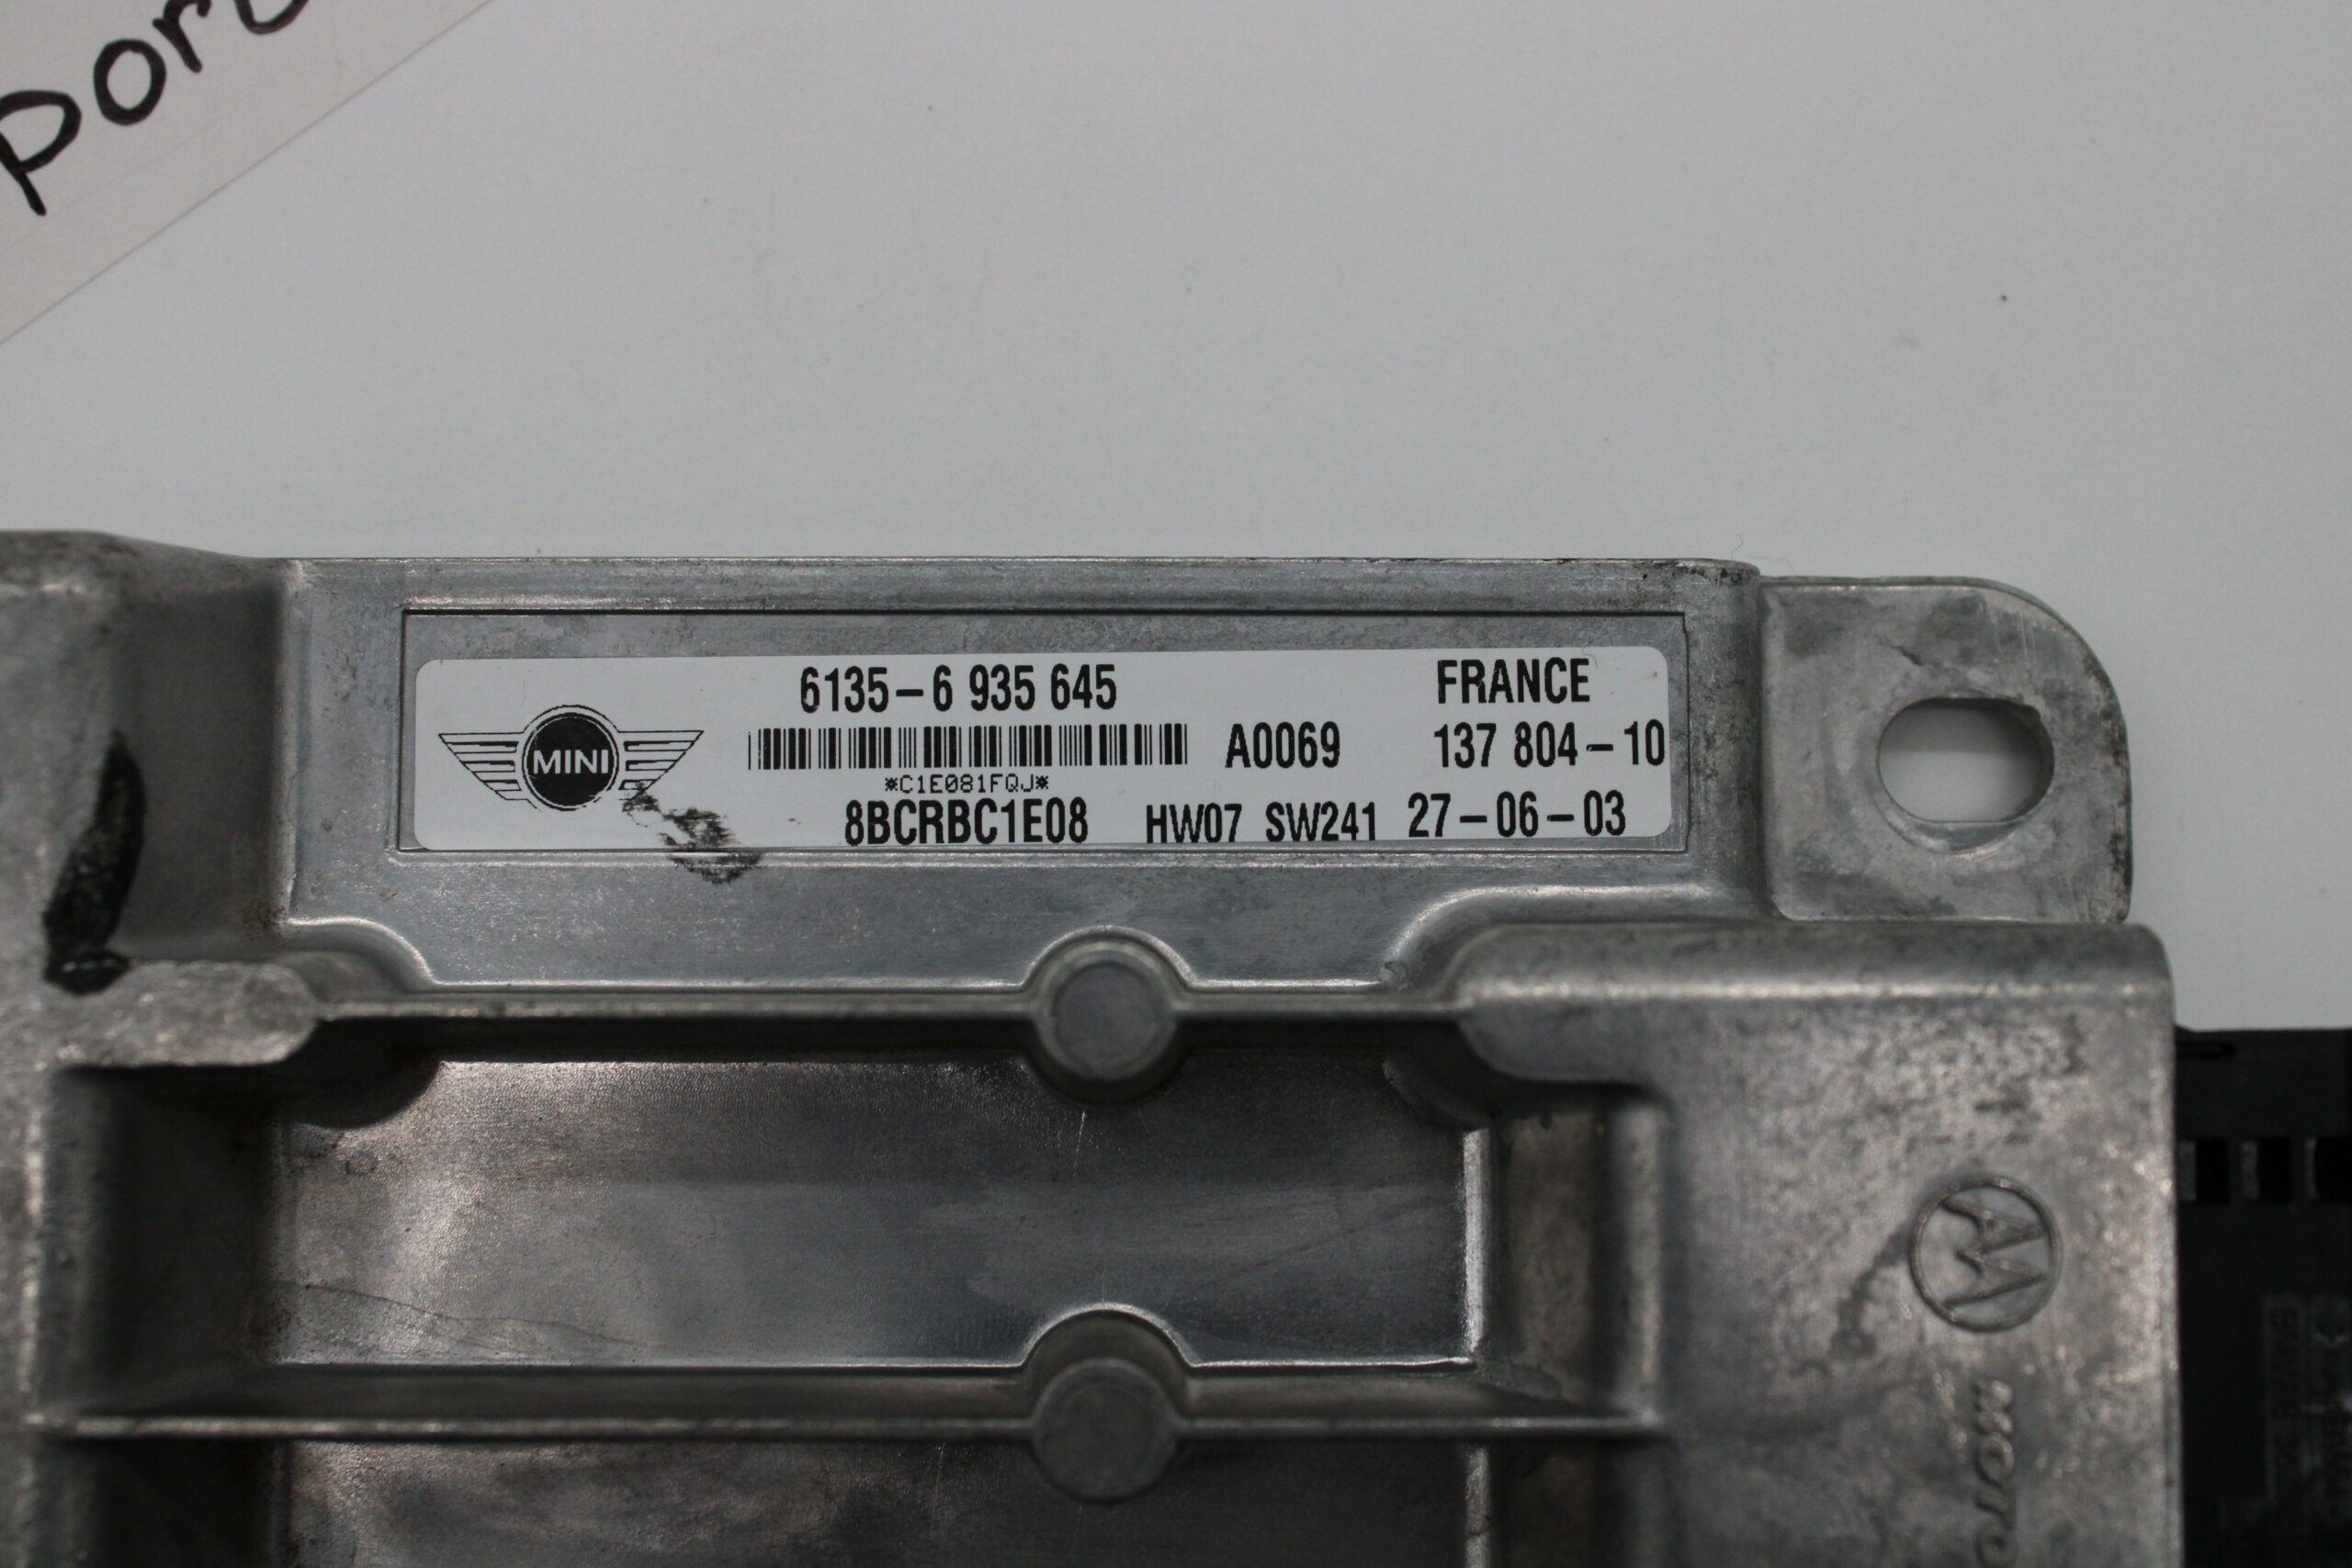 6135-6 935 645 FRANCE
MINI A0069 137 804-10
*C1E081FQJ*
8BCRBC1E08 HW07 SW241 27-06-03